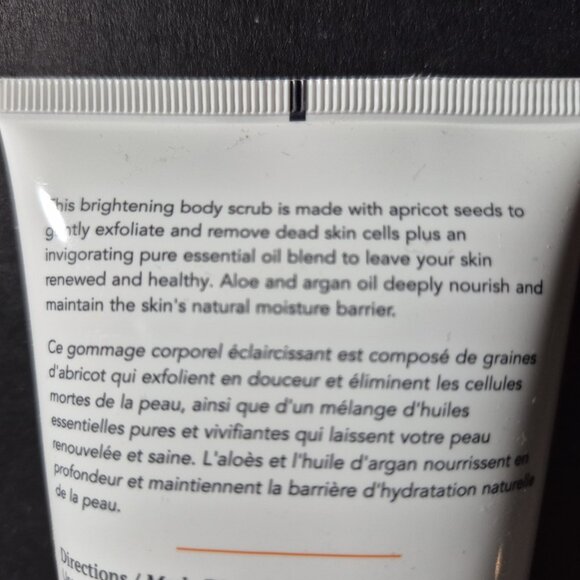 This brightening body scrub is made with apricot seeds to
gently exfoliate and remove dead skin cells plus an
invigorating pure essential oil blend to leave your skin
renewed and healthy. Aloe and argan oil deeply nourish and
maintain the skin's natural moisture barrier.
Ce gommage corporel éclaircissant est composé de graines
d'abricot qui exfolient en douceur et éliminent les cellules
mortes de la peau, ainsi que d'un mélange d'huiles
essentielles pures et vivifiantes qui laissent votre peau
renouvelée et saine. L'aloès et l'huile d'argan nourrissent en
profondeur et maintiennent la barrière d'hydratation naturelle
de la peau.
Directions /